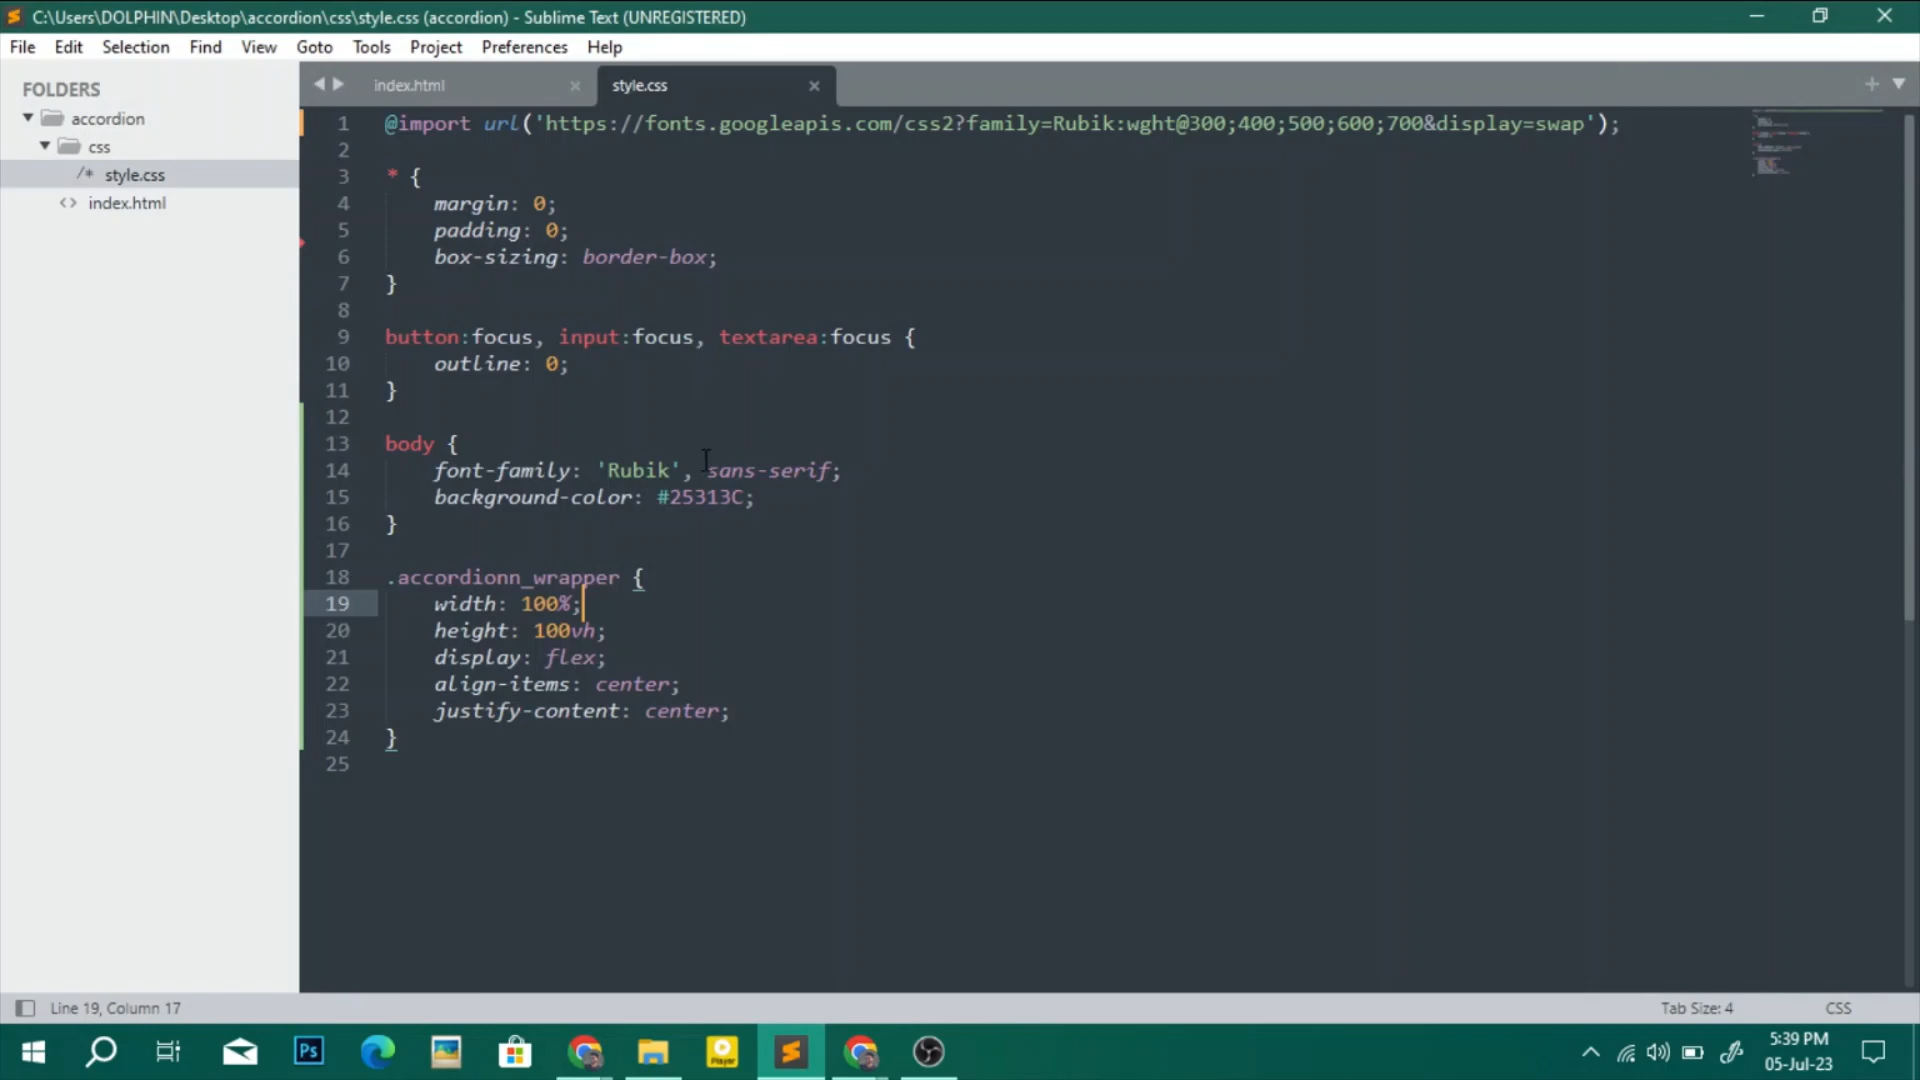 C:\Users\DOLPHIN\Desktop\accordion\css\style.css (accordion) - Sublime Text (UNREGISTERED)
File Edit Selection Find View Goto Tools Project Preferences Help
FOLDERS
accordion
css
/* style.css
<> index.html
index.html
style.css
1 @import url('https://fonts.googleapis.com/css2?family=Rubik:wght@300;400;500;600;700&display=swap');
2
3 * {
4 margin: 0;
5 padding: 0;
6 box-sizing: border-box;
7 }
8
9 button:focus, input:focus, textarea:focus {
10 outline: 0;
11 }
12
13 body {
14 font-family: 'Rubik', sans-serif;
15 background-color: #25313C;
16 }
17
18 .accordionn_wrapper {
19 width: 100%;
20 height: 100vh;
21 display: flex;
22 align-items: center;
23 justify-content: center;
24 }
25
Line 19, Column 17
Tab Size: 4
CSS
Ps
Player
5:39 PM
05-Jul-23